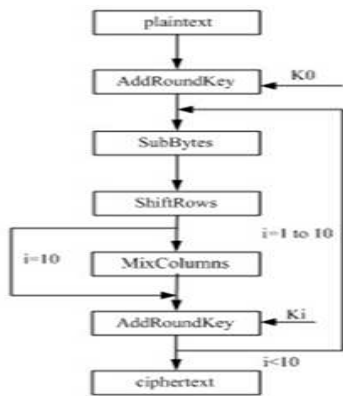 plaintext
K0
AddRoundKey
SubBytes
ShiftRows
i=1 to 10
i=10
MixColumns
Ki
AddRoundKey
i<10
ciphertext